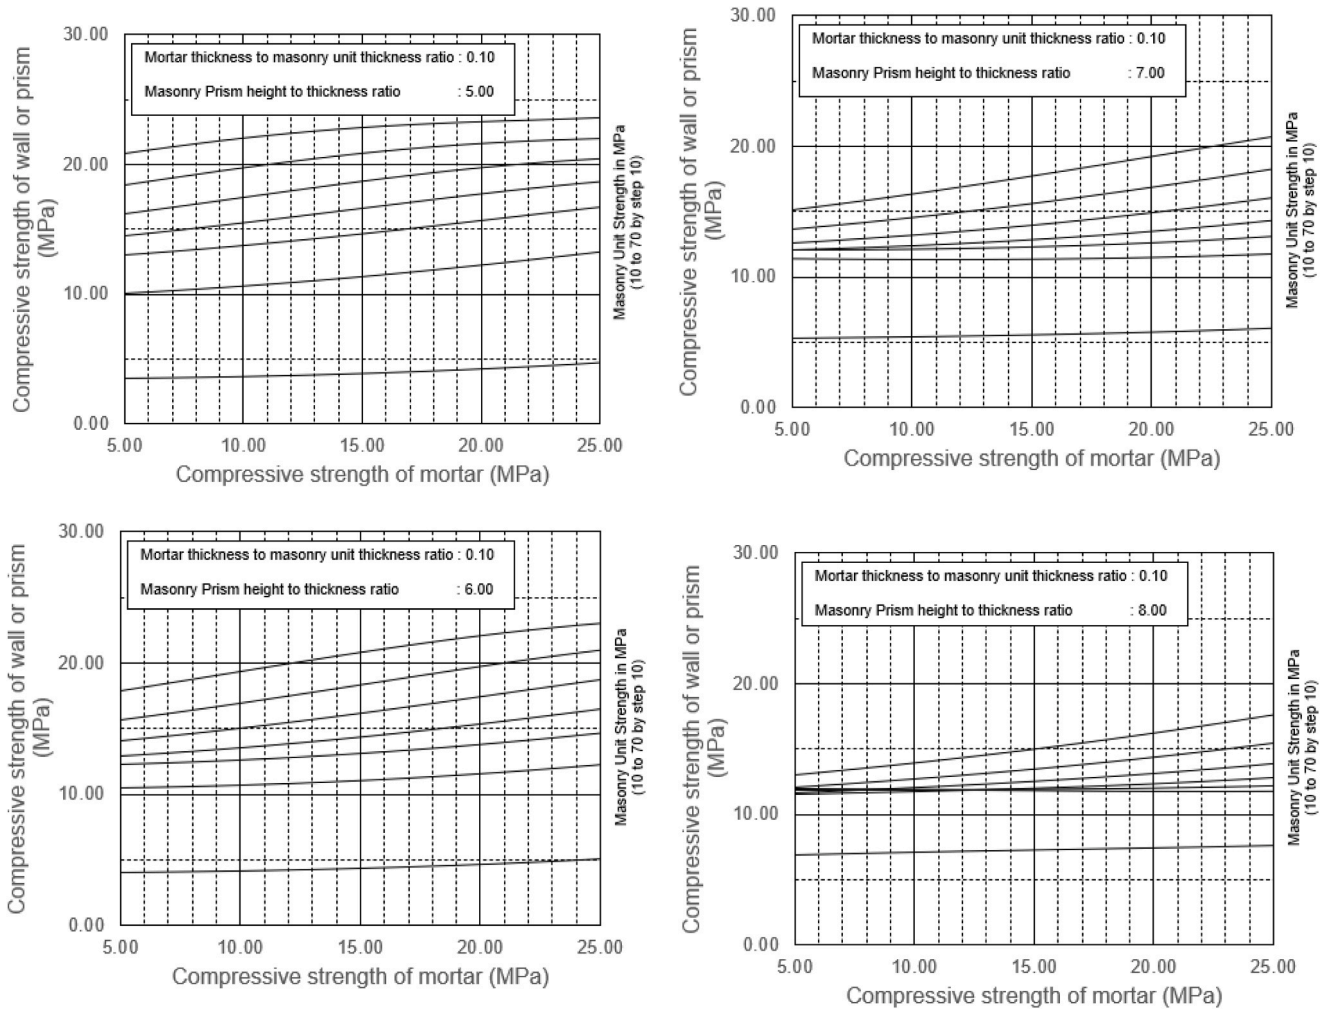 30.00
20.00
10.00
0.00
Compressive strength of wall or prism
(MPa)
Mortar thickness to masonry unit thickness ratio : 0.10
Masonry Prism height to thickness ratio : 5.00
Masonry Unit Strength in MPa
(10 to 70 by step 10)
5.00 10.00 15.00 20.00 25.00
Compressive strength of mortar (MPa)
30.00
20.00
10.00
0.00
Compressive strength of wall or prism
(MPa)
Mortar thickness to masonry unit thickness ratio : 0.10
Masonry Prism height to thickness ratio : 7.00
Masonry Unit Strength in MPa
(10 to 70 by step 10)
5.00 10.00 15.00 20.00 25.00
Compressive strength of mortar (MPa)
30.00
20.00
10.00
0.00
Compressive strength of wall or prism
(MPa)
Mortar thickness to masonry unit thickness ratio : 0.10
Masonry Prism height to thickness ratio : 6.00
Masonry Unit Strength in MPa
(10 to 70 by step 10)
5.00 10.00 15.00 20.00 25.00
Compressive strength of mortar (MPa)
30.00
20.00
10.00
0.00
Compressive strength of wall or prism
(MPa)
Mortar thickness to masonry unit thickness ratio : 0.10
Masonry Prism height to thickness ratio : 8.00
Masonry Unit Strength in MPa
(10 to 70 by step 10)
5.00 10.00 15.00 20.00 25.00
Compressive strength of mortar (MPa)